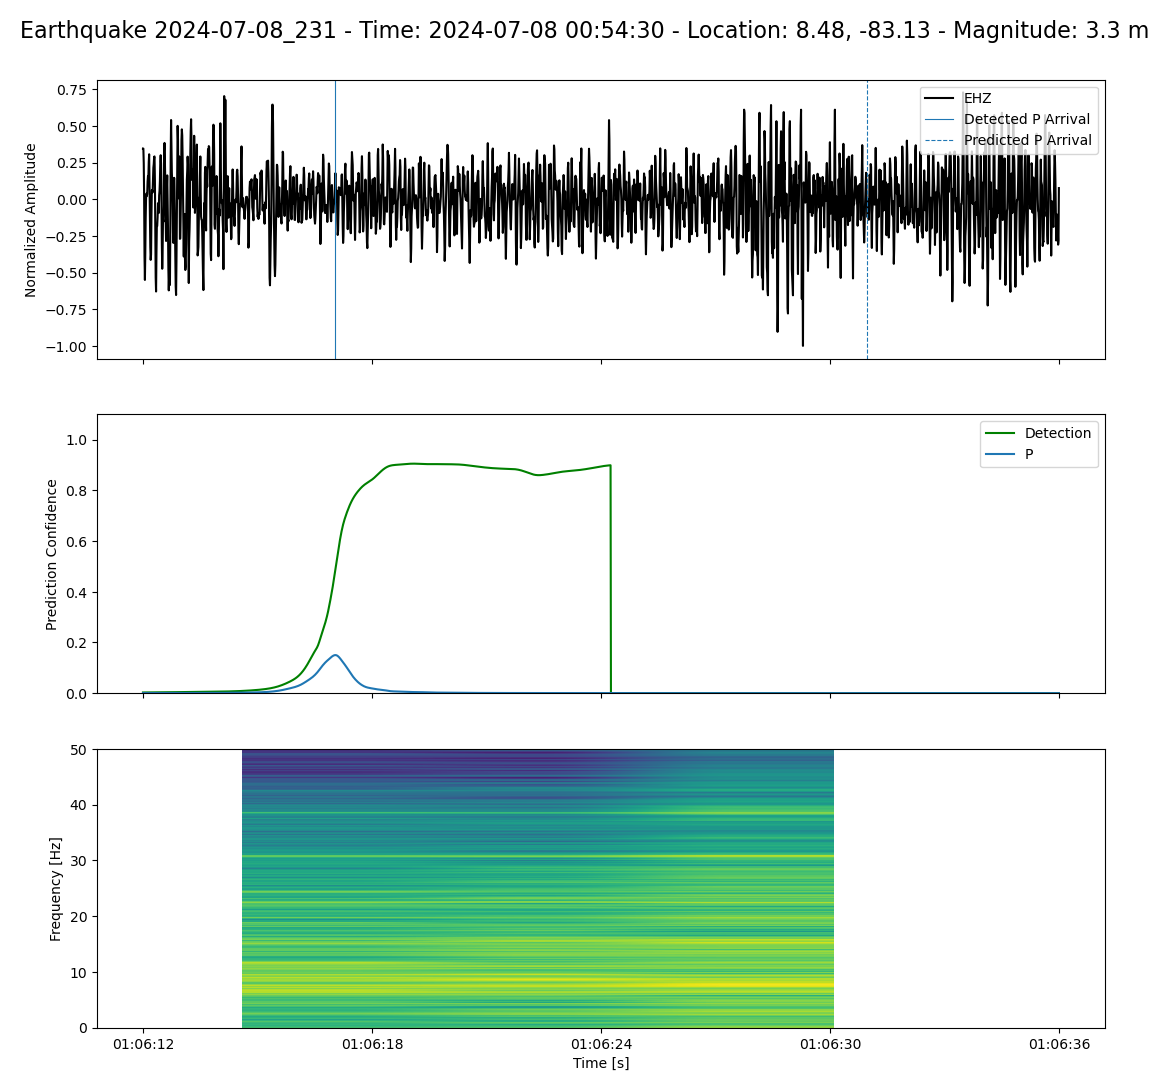 Earthquake 2024-07-08_231 - Time: 2024-07-08 00:54:30 - Location: 8.48, -83.13 - Magnitude: 3.3 m
0.75
0.50
0.25
0.00
−0.25
−0.50
−0.75
−1.00
Normalized Amplitude
EHZ
Detected P Arrival
Predicted P Arrival
1.0
0.8
0.6
0.4
0.2
0.0
Prediction Confidence
Detection
P
50
40
30
20
10
0
Frequency [Hz]
01:06:12
01:06:18
01:06:24
01:06:30
01:06:36
Time [s]